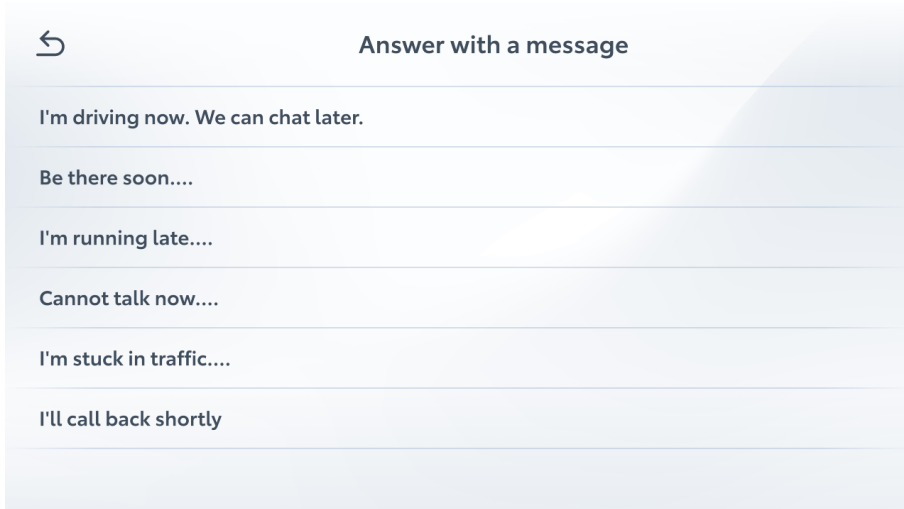 Answer with a message
I'm driving now. We can chat later.
Be there soon....
I'm running late....
Cannot talk now....
I'm stuck in traffic....
I'll call back shortly